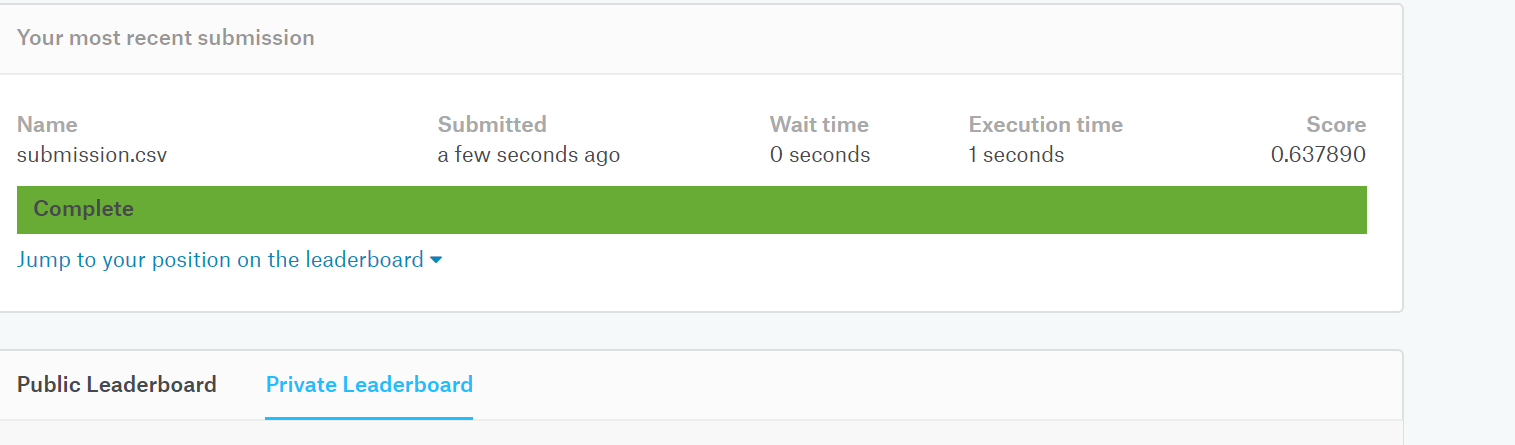 Your most recent submission
Name Submitted Wait time Execution time Score
submission.csv a few seconds ago 0 seconds 1 seconds 0.637890
Complete
Jump to your position on the leaderboard
Public Leaderboard Private Leaderboard